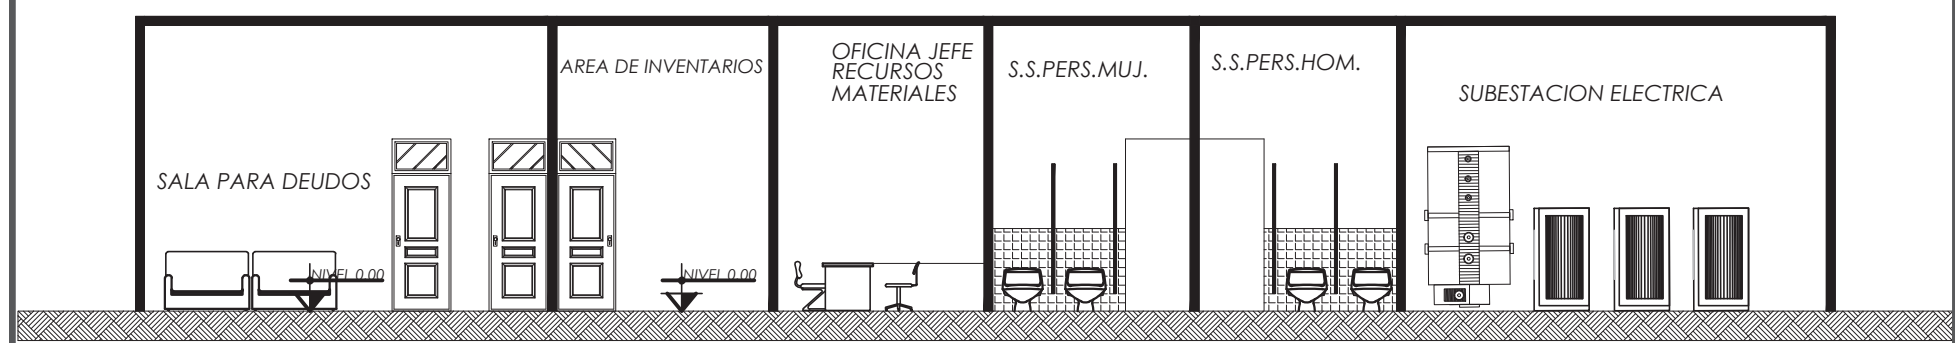 SALA PARA DEUDOS
NIVEL 0.00
AREA DE INVENTARIOS
NIVEL 0.00
OFICINA JEFE
RECURSOS
MATERIALES
S.S.PERS.MUJ.
S.S.PERS.HOM.
SUBESTACION ELECTRICA